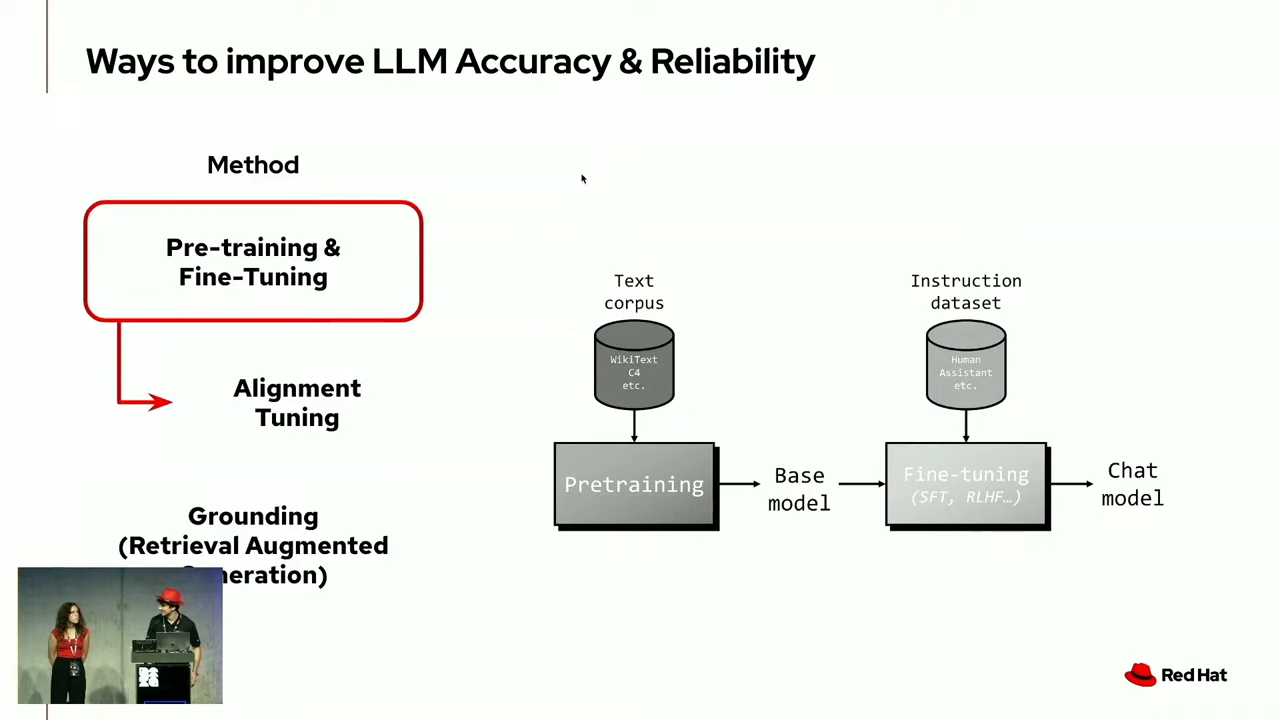 Ways to improve LLM Accuracy & Reliability
Method
Pre-training &
Fine-Tuning
Alignment
Tuning
Grounding
(Retrieval Augmented
neration)
Text
corpus
WikiText
C4
etc.
Pretraining
Base
model
Instruction
dataset
Human
Assistant
etc.
Fine-tuning
(SFT, RLHF…)
Chat
model
Red Hat